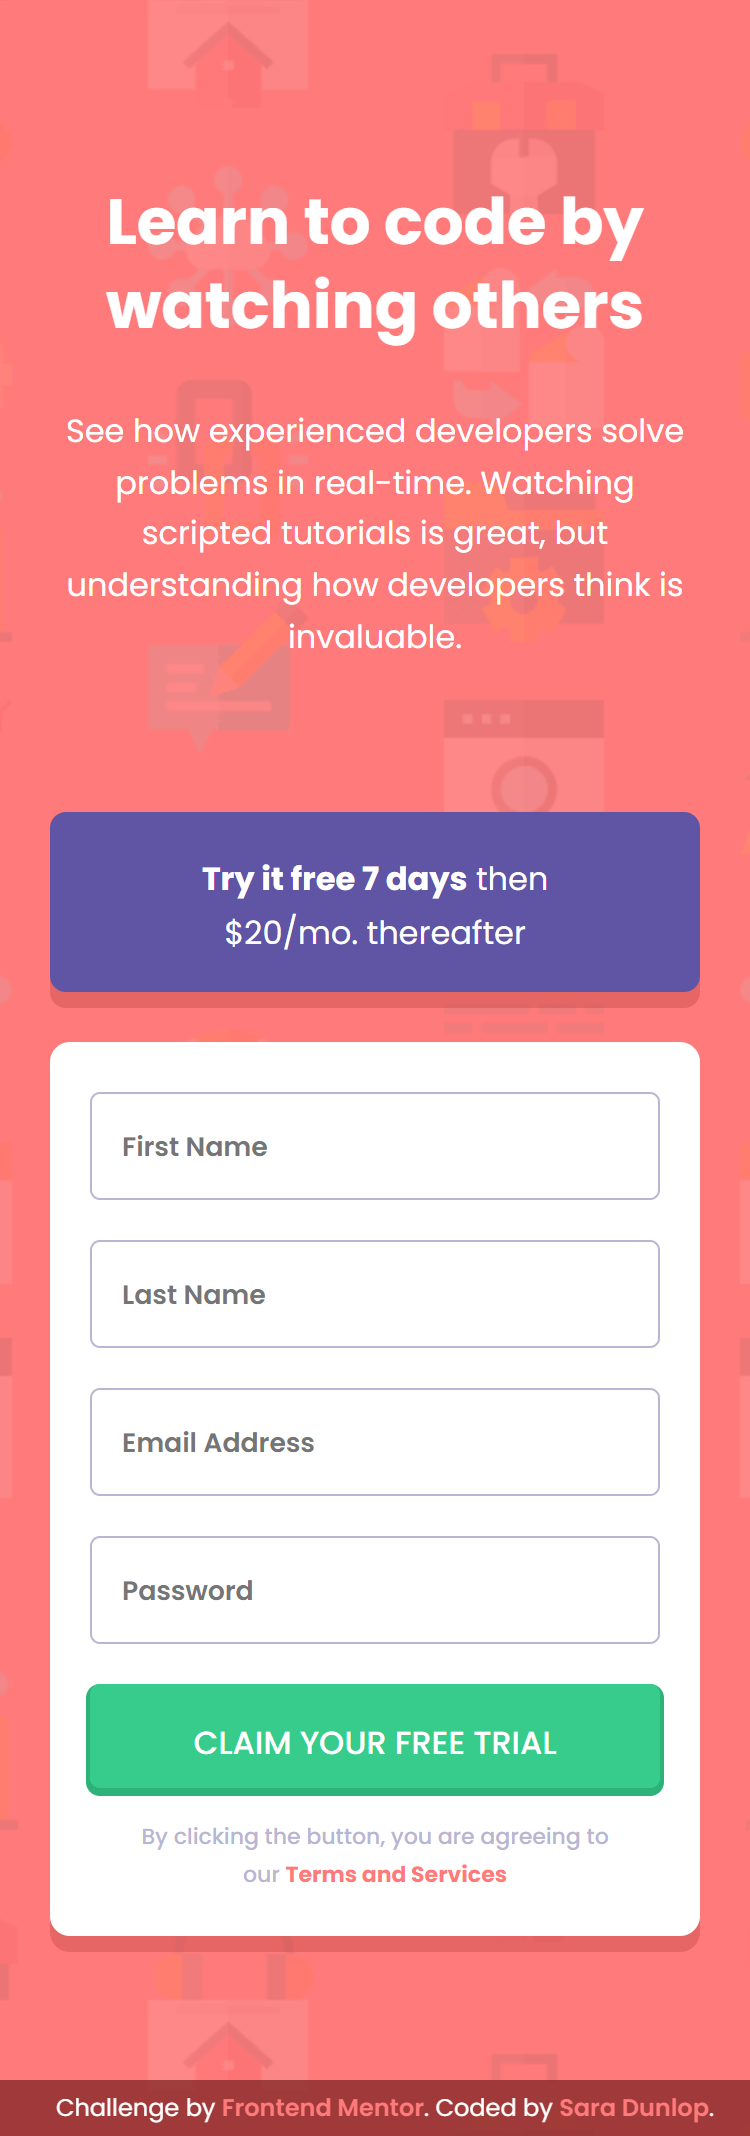 Learn to code by
watching others
See how experienced developers solve
problems in real-time. Watching
scripted tutorials is great, but
understanding how developers think is
invaluable.
Try it free 7 days then
$20/mo. thereafter
First Name
Last Name
Email Address
Password
CLAIM YOUR FREE TRIAL
By clicking the button, you are agreeing to
our Terms and Services
Challenge by Frontend Mentor. Coded by Sara Dunlop.